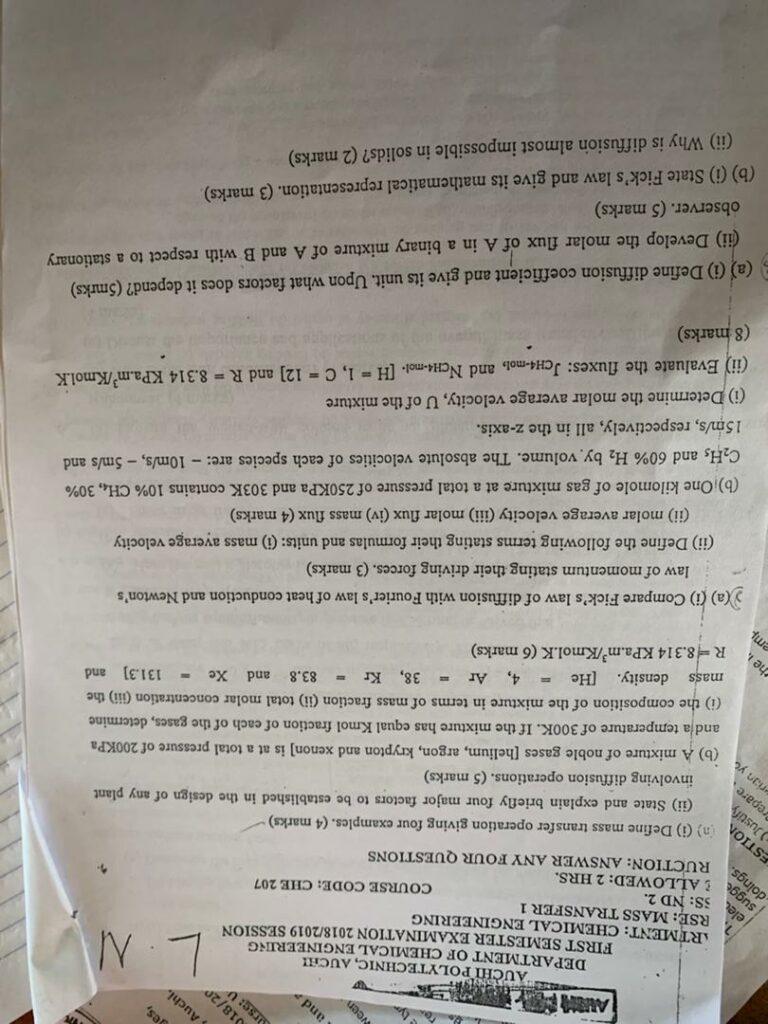 AUCHI POLYTECHNIC, AUCHI
DEPARTMENT OF CHEMICAL ENGINEERING
FIRST SEMESTER EXAMINATION 2018/2019 SESSION
ARTMENT: CHEMICAL ENGINEERING
RSE: MASS TRANSFER 1
SS: ND 2. COURSE CODE: CHE 207
E ALLOWED: 2 HRS.
RUCTION: ANSWER ANY FOUR QUESTIONS
(a) (i) Define mass transfer operation giving four examples. (4 marks)
(ii) State and explain briefly four major factors to be established in the design of any plant
involving diffusion operations. (5 marks)
(b) A mixture of noble gases [helium, argon, krypton and xenon] is at a total pressure of 200KPa
and a temperature of 300K. If the mixture has equal Kmol fraction of each of the gases, determine
(i) the composition of the mixture in terms of mass fraction (ii) total molar concentration (iii) the
mass density. [He = 4, Ar = 38, Kr = 83.8 and Xe = 131.3] and
R = 8.314 KPa.m³/Kmol.K (6 marks)
(a) (i) Compare Fick's law of diffusion with Fourier's law of heat conduction and Newton's
law of momentum stating their driving forces. (3 marks)
(ii) Define the following terms stating their formulas and units: (i) mass average velocity
(ii) molar average velocity (iii) molar flux (iv) mass flux (4 marks)
(b) One kilomole of gas mixture at a total pressure of 250KPa and 303K contains 10% CH₄, 30%
C₂H₅ and 60% H₂ by volume. The absolute velocities of each species are: – 10m/s, – 5m/s and
15m/s, respectively, all in the z-axis.
(i) Determine the molar average velocity, U of the mixture
(ii) Evaluate the fluxes: J_CH4-mol, and N_CH4-mol. [H = 1, C = 12] and R = 8.314 KPa.m³/Kmol.K
(8 marks)
(a) (i) Define diffusion coefficient and give its unit. Upon what factors does it depend? (5mrks)
(ii) Develop the molar flux of A in a binary mixture of A and B with respect to a stationary
observer. (5 marks)
(b) (i) State Fick's law and give its mathematical representation. (3 marks)
(ii) Why is diffusion almost impossible in solids? (2 marks)